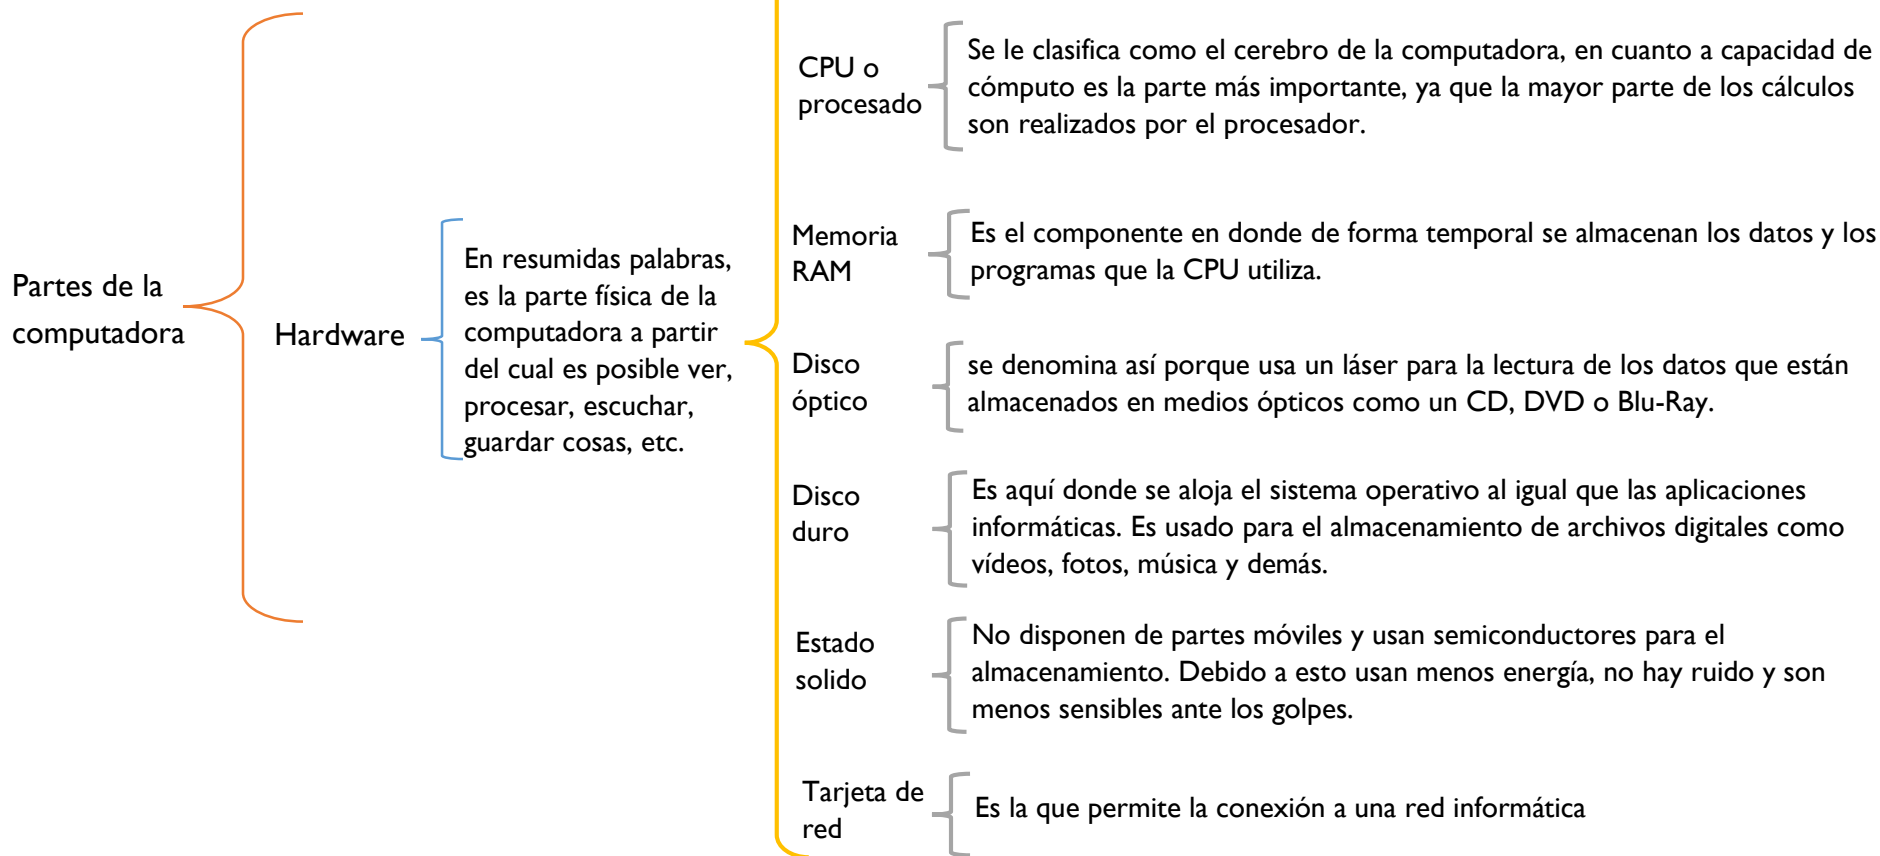 Partes de la
computadora
Hardware
En resumidas palabras,
es la parte física de la
computadora a partir
del cual es posible ver,
procesar, escuchar,
guardar cosas, etc.
CPU o
procesado
Se le clasifica como el cerebro de la computadora, en cuanto a capacidad de
cómputo es la parte más importante, ya que la mayor parte de los cálculos
son realizados por el procesador.
Memoria
RAM
Es el componente en donde de forma temporal se almacenan los datos y los
programas que la CPU utiliza.
Disco
óptico
se denomina así porque usa un láser para la lectura de los datos que están
almacenados en medios ópticos como un CD, DVD o Blu-Ray.
Disco
duro
Es aquí donde se aloja el sistema operativo al igual que las aplicaciones
informáticas. Es usado para el almacenamiento de archivos digitales como
vídeos, fotos, música y demás.
Estado
solido
No disponen de partes móviles y usan semiconductores para el
almacenamiento. Debido a esto usan menos energía, no hay ruido y son
menos sensibles ante los golpes.
Tarjeta de
red
Es la que permite la conexión a una red informática